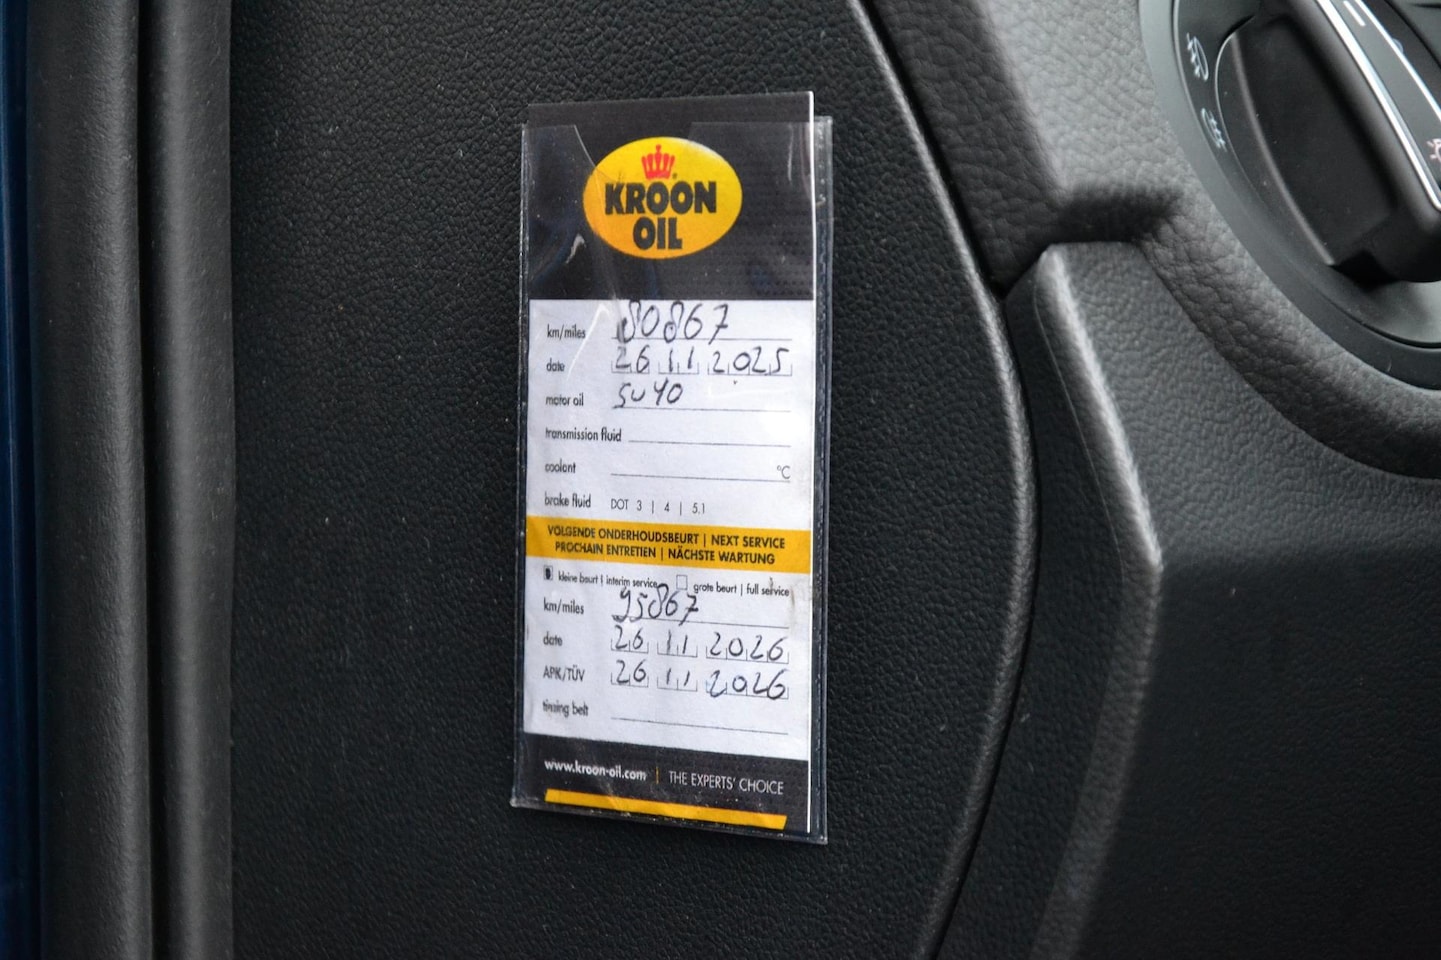 KROON
OIL
km/miles 80867
date 26 11 2025
motor oil 5W40
transmission fluid
coolant °C
brake fluid DOT 3 | 4 | 5.1
VOLGENDE ONDERHOUDSBEURT | NEXT SERVICE
PROCHAIN ENTRETIEN | NÄCHSTE WARTUNG
kleine beurt | interim service grote beurt | full service
km/miles 95867
date 26 11 2026
APK/TÜV 26 11 2026
timing belt
www.kroon-oil.com | THE EXPERTS' CHOICE